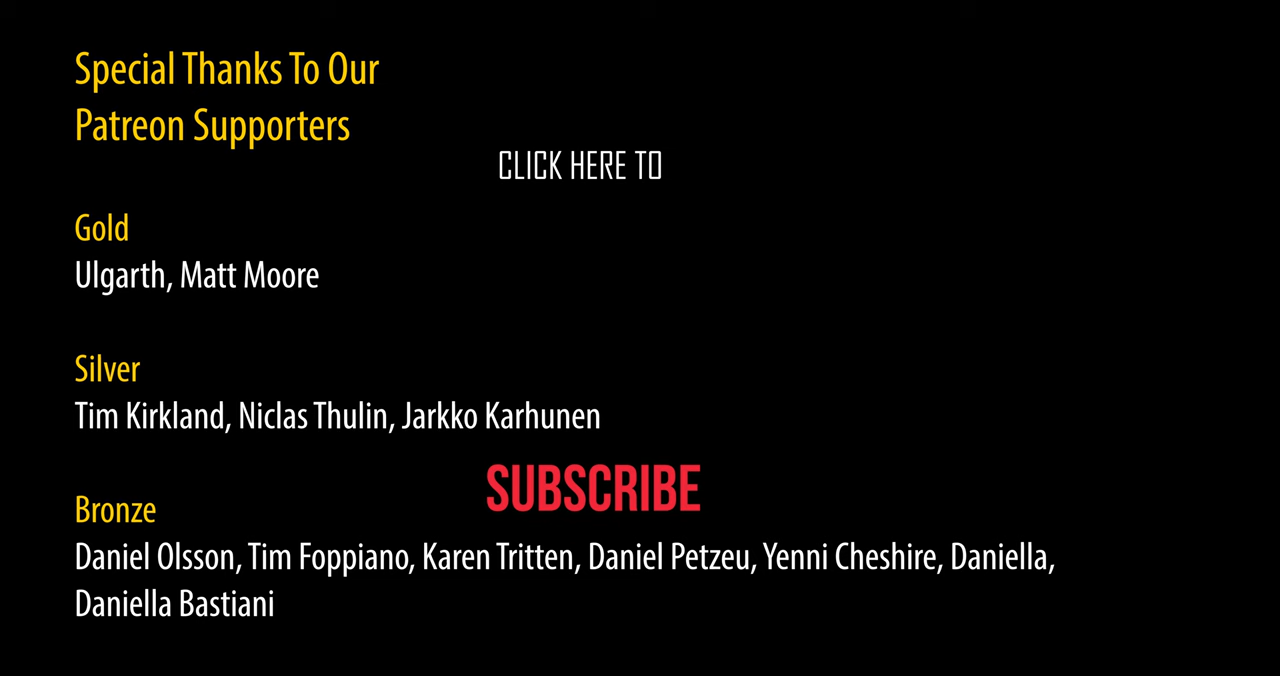 Special Thanks To Our
Patreon Supporters
CLICK HERE TO
Gold
Ulgarth, Matt Moore
Silver
Tim Kirkland, Niclas Thulin, Jarkko Karhunen
SUBSCRIBE
Bronze
Daniel Olsson, Tim Foppiano, Karen Tritten, Daniel Petzeu, Yenni Cheshire, Daniella,
Daniella Bastiani